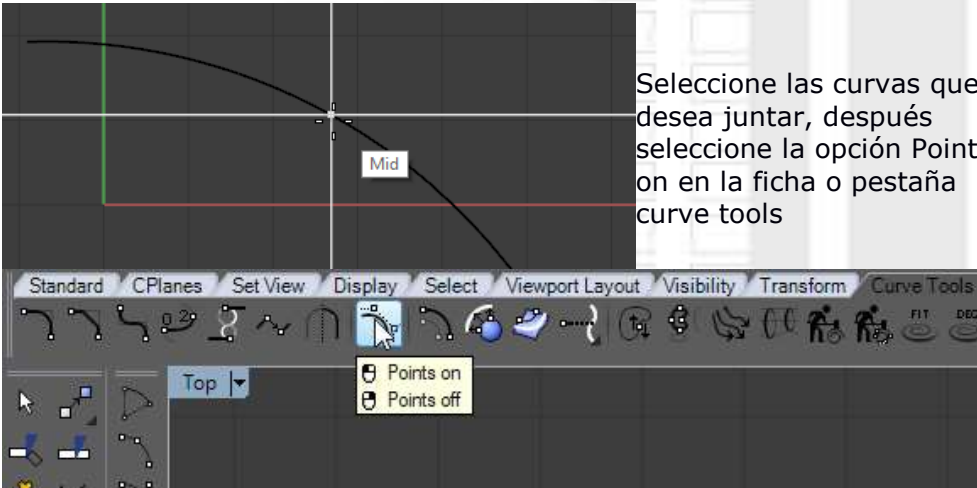 Seleccione las curvas que
desea juntar, después
seleccione la opción Point
on en la ficha o pestaña
curve tools
Mid
Standard CPlanes Set View Display Select Viewport Layout Visibility Transform Curve Tools
FIT
Points on
Points off
Top